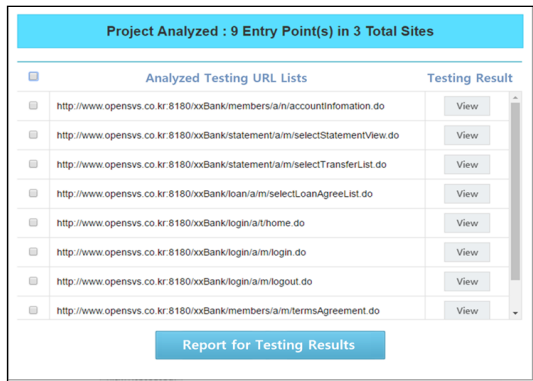 Project Analyzed : 9 Entry Point(s) in 3 Total Sites
Analyzed Testing URL Lists Testing Result
http://www.opensvs.co.kr:8180/xxBank/members/a/n/accountInfomation.do View
http://www.opensvs.co.kr:8180/xxBank/statement/a/m/selectStatementView.do View
http://www.opensvs.co.kr:8180/xxBank/statement/a/m/selectTransferList.do View
http://www.opensvs.co.kr:8180/xxBank/loan/a/m/selectLoanAgreeList.do View
http://www.opensvs.co.kr:8180/xxBank/login/a/t/home.do View
http://www.opensvs.co.kr:8180/xxBank/login/a/m/login.do View
http://www.opensvs.co.kr:8180/xxBank/login/a/m/logout.do View
http://www.opensvs.co.kr:8180/xxBank/members/a/m/termsAgreement.do View
Report for Testing Results